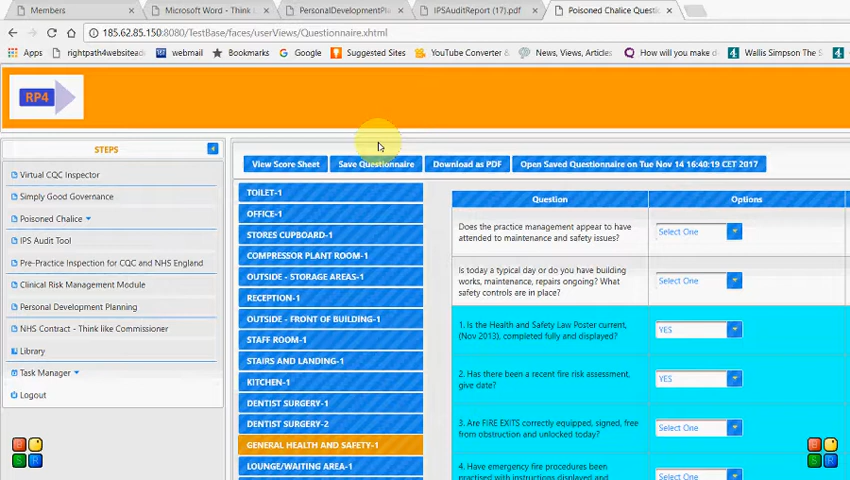 Members
Microsoft Word - Think L
PersonalDevelopmentPla
IPSAuditReport (17).pdf
Poisoned Chalice Questi
185.62.85.150:8080/TestBase/faces/userViews/Questionnaire.xhtml
Apps
rightpath4websitead
webmail
Bookmarks
Google
Suggested Sites
YouTube Converter &
News, Views, Articles
How will you make d
Wallis Simpson The S
RP4
STEPS
Virtual CQC Inspector
Simply Good Governance
Poisoned Chalice
IPS Audit Tool
Pre-Practice Inspection for CQC and NHS England
Clinical Risk Management Module
Personal Development Planning
NHS Contract - Think like Commissioner
Library
Task Manager
Logout
View Score Sheet
Save Questionnaire
Download as PDF
Open Saved Questionnaire on Tue Nov 14 16:40:19 CET 2017
TOILET-1
OFFICE-1
STORES CUPBOARD-1
COMPRESSOR PLANT ROOM-1
OUTSIDE - STORAGE AREAS-1
RECEPTION-1
OUTSIDE - FRONT OF BUILDING-1
STAFF ROOM-1
STAIRS AND LANDING-1
KITCHEN-1
DENTIST SURGERY-1
DENTIST SURGERY-2
GENERAL HEALTH AND SAFETY-1
LOUNGE/WAITING AREA-1
Question
Options
Does the practice management appear to have
attended to maintenance and safety issues?
Select One
Is today a typical day or do you have building
works, maintenance, repairs ongoing? What
safety controls are in place?
Select One
1. Is the Health and Safety Law Poster current,
(Nov 2013), completed fully and displayed?
YES
2. Has there been a recent fire risk assessment,
give date?
YES
3. Are FIRE EXITS correctly equipped, signed, free
from obstruction and unlocked today?
Select One
4. Have emergency fire procedures been
practised with instructions displayed and
Select One
B
S R
B
S R